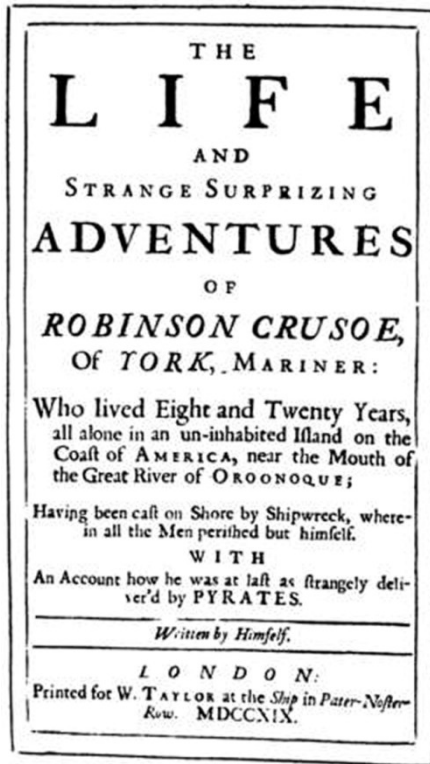 THE
LIFE
AND
STRANGE SURPRIZING
ADVENTURES
OF
ROBINSON CRUSOE,
Of YORK, MARINER:
Who lived Eight and Twenty Years,
all alone in an un-inhabited Iſland on the
Coaſt of AMERICA, near the Mouth of
the Great River of OROONOQUE;
Having been caſt on Shore by Shipwreck, where-
in all the Men periſhed but himſelf.
WITH
An Account how he was at laſt as ſtrangely deli-
ver'd by PYRATES.
Written by Himſelf.
LONDON:
Printed for W. TAYLOR at the Ship in Pater-Noſter-
Row. MDCCXIX.